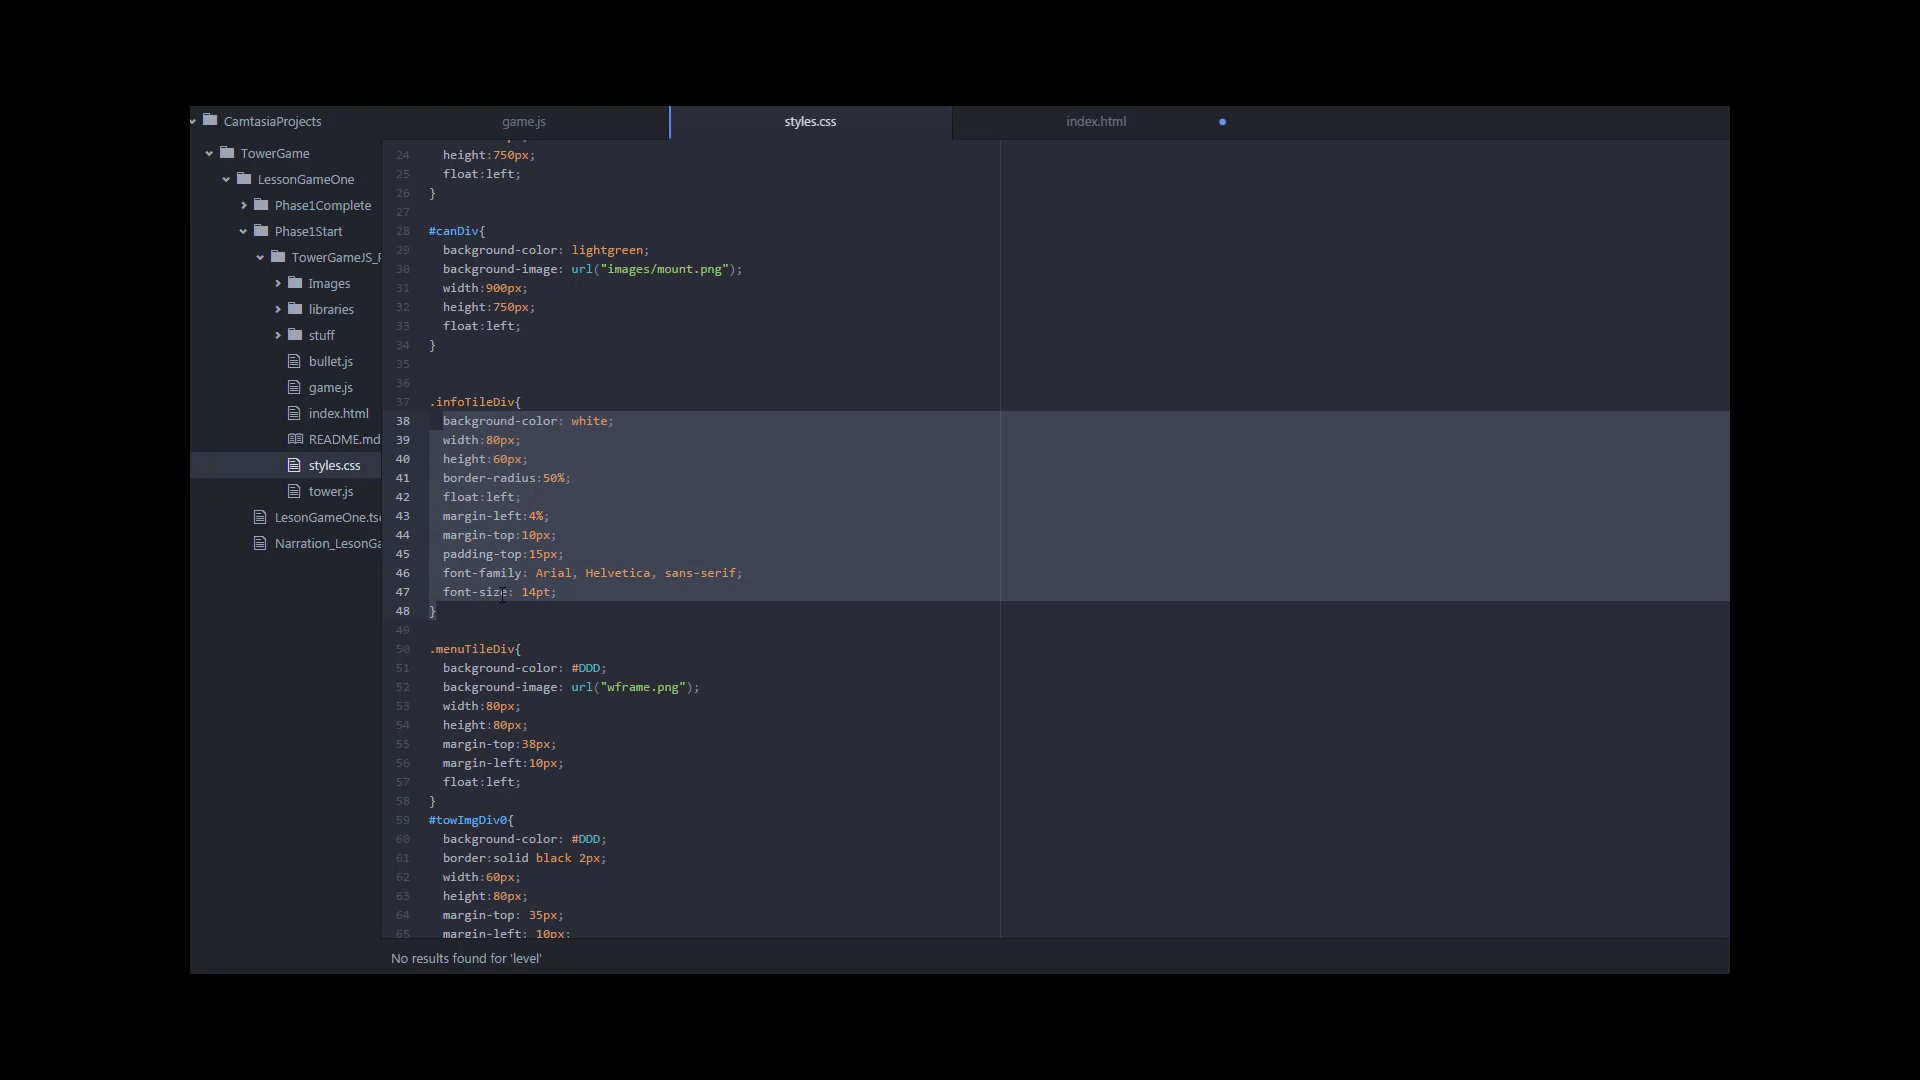 CamtasiaProjects
TowerGame
LessonGameOne
Phase1Complete
Phase1Start
TowerGameJS_
Images
libraries
stuff
bullet.js
game.js
index.html
README.md
styles.css
tower.js
LesonGameOne.tsc
Narration_LesonGa
game.js
styles.css
index.html
24 height:750px;
25 float:left;
26 }
27
28 #canDiv{
29 background-color: lightgreen;
30 background-image: url("images/mount.png");
31 width:900px;
32 height:750px;
33 float:left;
34 }
35
36
37 .infoTileDiv{
38 background-color: white;
39 width:80px;
40 height:60px;
41 border-radius:50%;
42 float:left;
43 margin-left:4%;
44 margin-top:10px;
45 padding-top:15px;
46 font-family: Arial, Helvetica, sans-serif;
47 font-size: 14pt;
48 }
49
50 .menuTileDiv{
51 background-color: #DDD;
52 background-image: url("wframe.png");
53 width:80px;
54 height:80px;
55 margin-top:38px;
56 margin-left:10px;
57 float:left;
58 }
59 #towImgDiv0{
60 background-color: #DDD;
61 border:solid black 2px;
62 width:60px;
63 height:80px;
64 margin-top: 35px;
65 margin-left: 10px;
No results found for 'level'